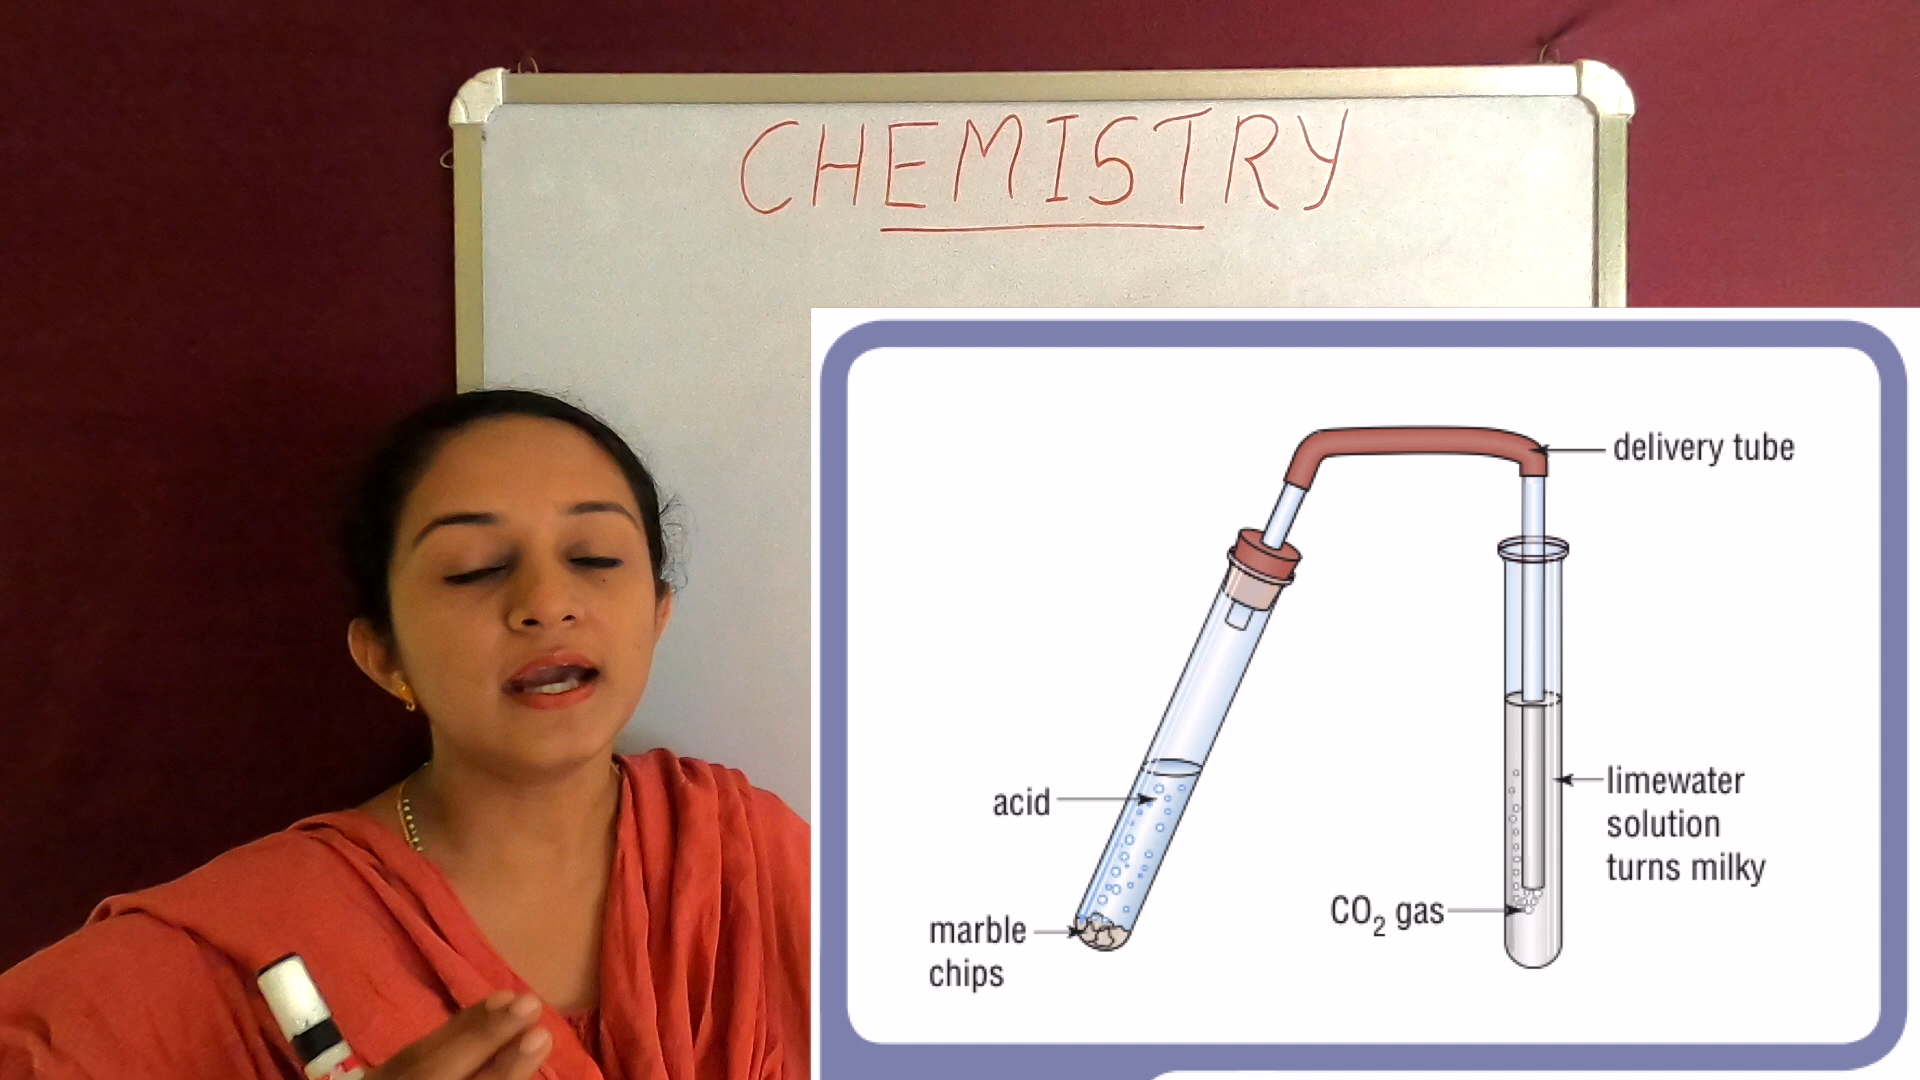 CHEMISTRY
delivery tube
acid
limewater
solution
turns milky
CO₂ gas
marble
chips